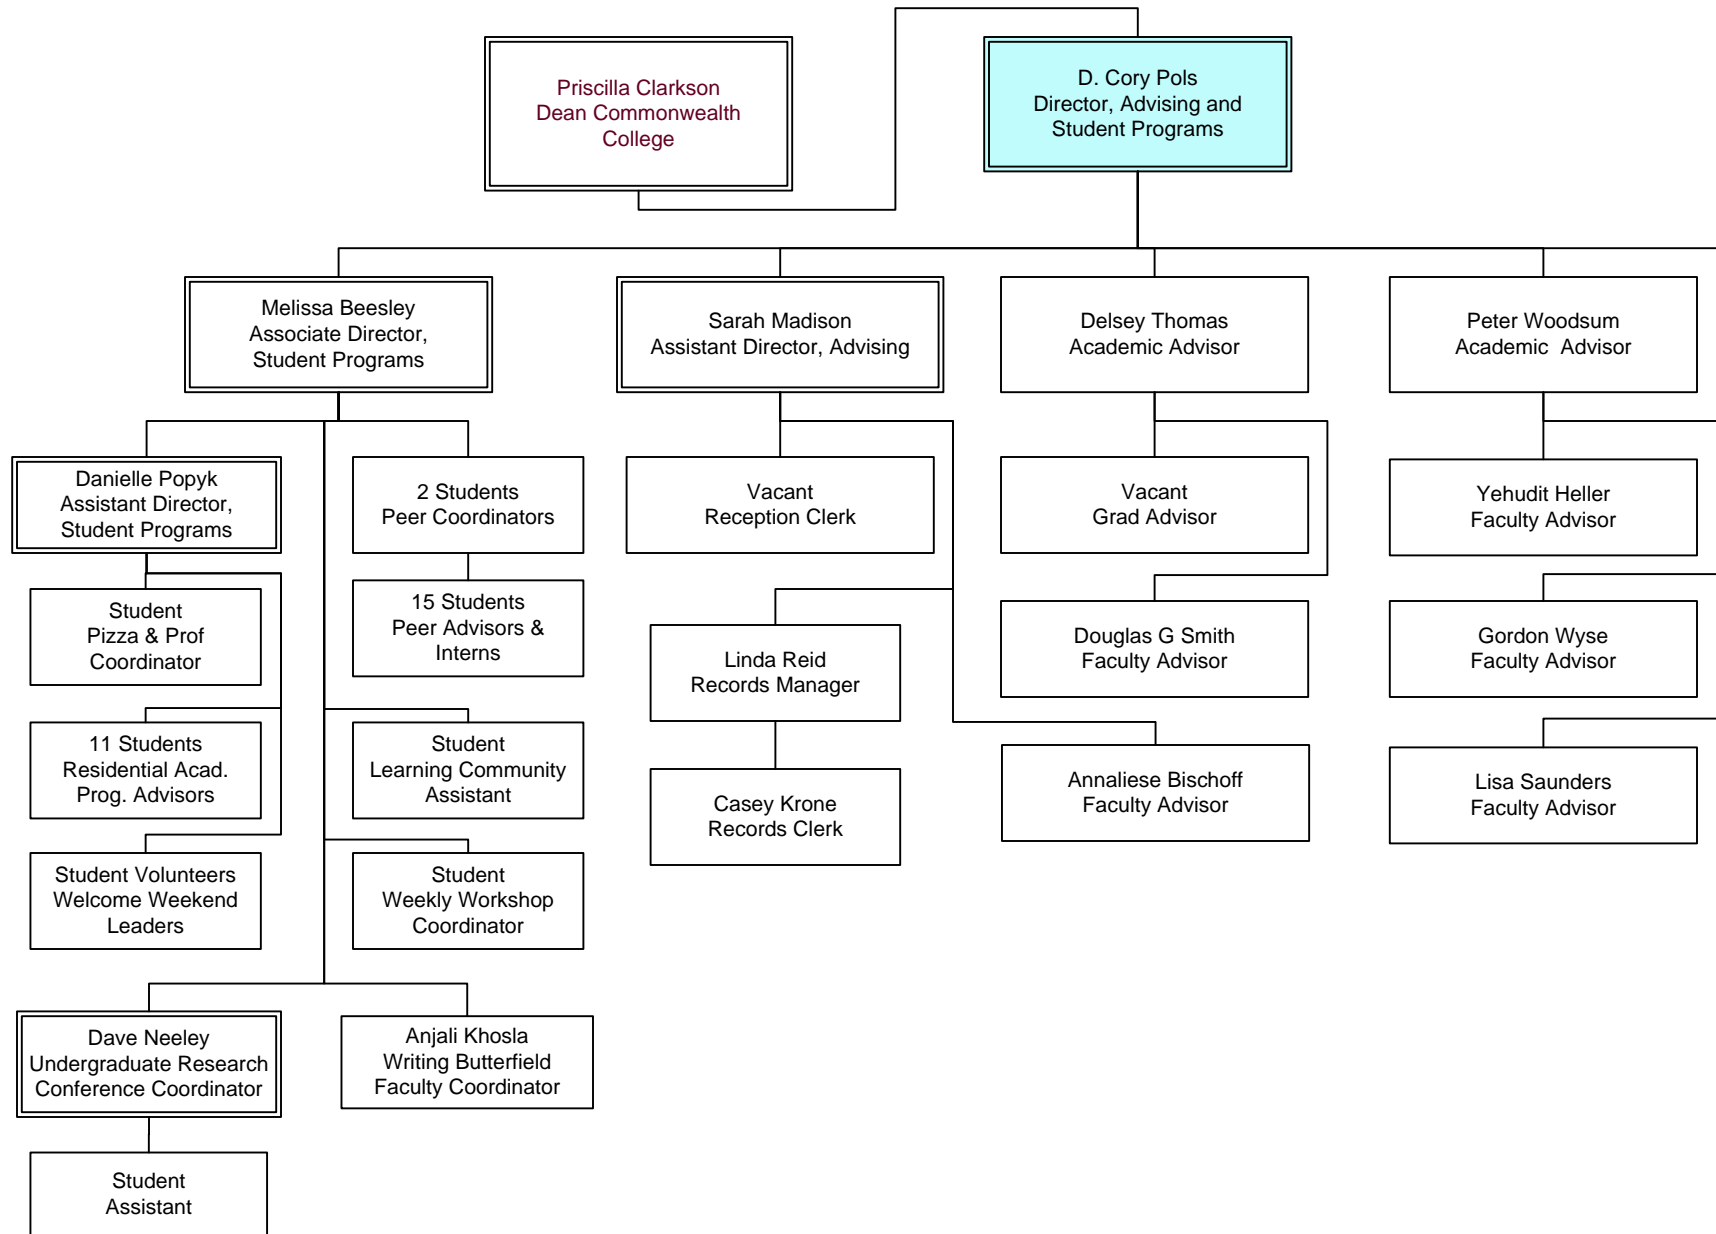 Priscilla Clarkson
Dean Commonwealth
College
D. Cory Pols
Director, Advising and
Student Programs
Melissa Beesley
Associate Director,
Student Programs
Sarah Madison
Assistant Director, Advising
Delsey Thomas
Academic Advisor
Peter Woodsum
Academic Advisor
Danielle Popyk
Assistant Director,
Student Programs
2 Students
Peer Coordinators
Vacant
Reception Clerk
Vacant
Grad Advisor
Yehudit Heller
Faculty Advisor
Student
Pizza & Prof
Coordinator
15 Students
Peer Advisors &
Interns
Linda Reid
Records Manager
Douglas G Smith
Faculty Advisor
Gordon Wyse
Faculty Advisor
11 Students
Residential Acad.
Prog. Advisors
Student
Learning Community
Assistant
Casey Krone
Records Clerk
Annaliese Bischoff
Faculty Advisor
Lisa Saunders
Faculty Advisor
Student Volunteers
Welcome Weekend
Leaders
Student
Weekly Workshop
Coordinator
Dave Neeley
Undergraduate Research
Conference Coordinator
Anjali Khosla
Writing Butterfield
Faculty Coordinator
Student
Assistant